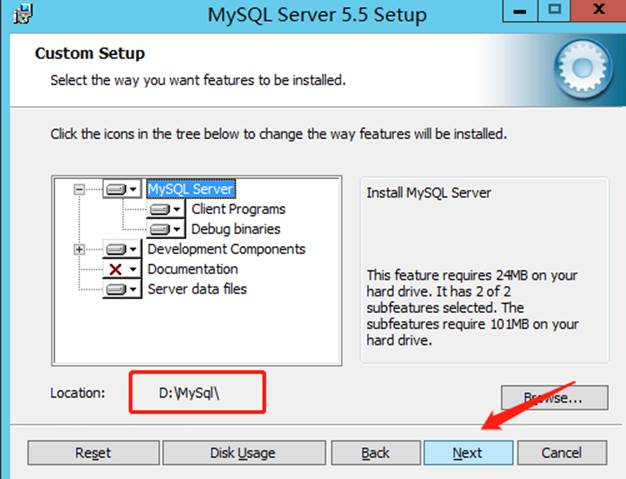 MySQL Server 5.5 Setup
Custom Setup
Select the way you want features to be installed.
Click the icons in the tree below to change the way features will be installed.
MySQL Server
Client Programs
Debug binaries
Development Components
Documentation
Server data files
Install MySQL Server
This feature requires 24MB on your
hard drive. It has 2 of 2
subfeatures selected. The
subfeatures require 101MB on your
hard drive.
Location: D:\MySql\
Browse...
Reset Disk Usage Back Next Cancel